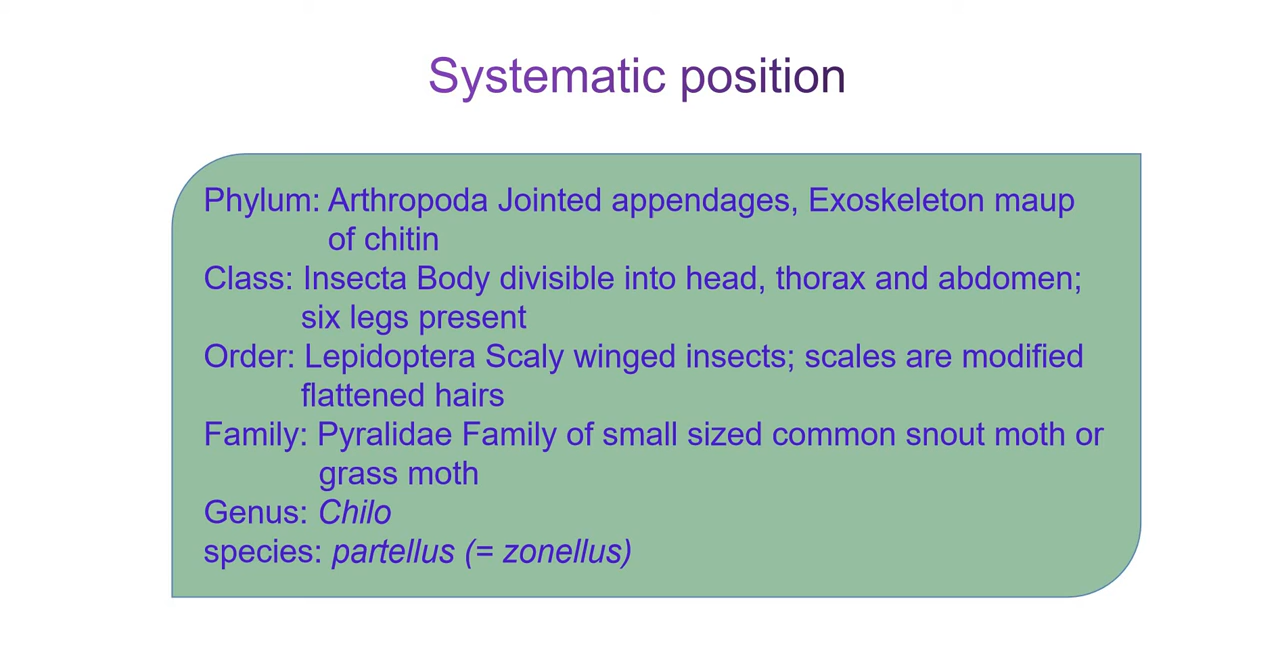 Systematic position
Phylum: Arthropoda Jointed appendages, Exoskeleton maup
of chitin
Class: Insecta Body divisible into head, thorax and abdomen;
six legs present
Order: Lepidoptera Scaly winged insects; scales are modified
flattened hairs
Family: Pyralidae Family of small sized common snout moth or
grass moth
Genus: Chilo
species: partellus (= zonellus)